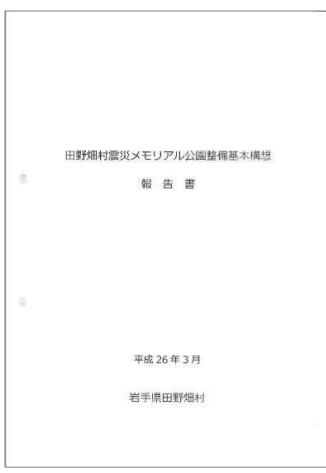 田野畑村震災メモリアル公園整備基本構想
報 告 書
平成 26 年 3 月
岩手県田野畑村